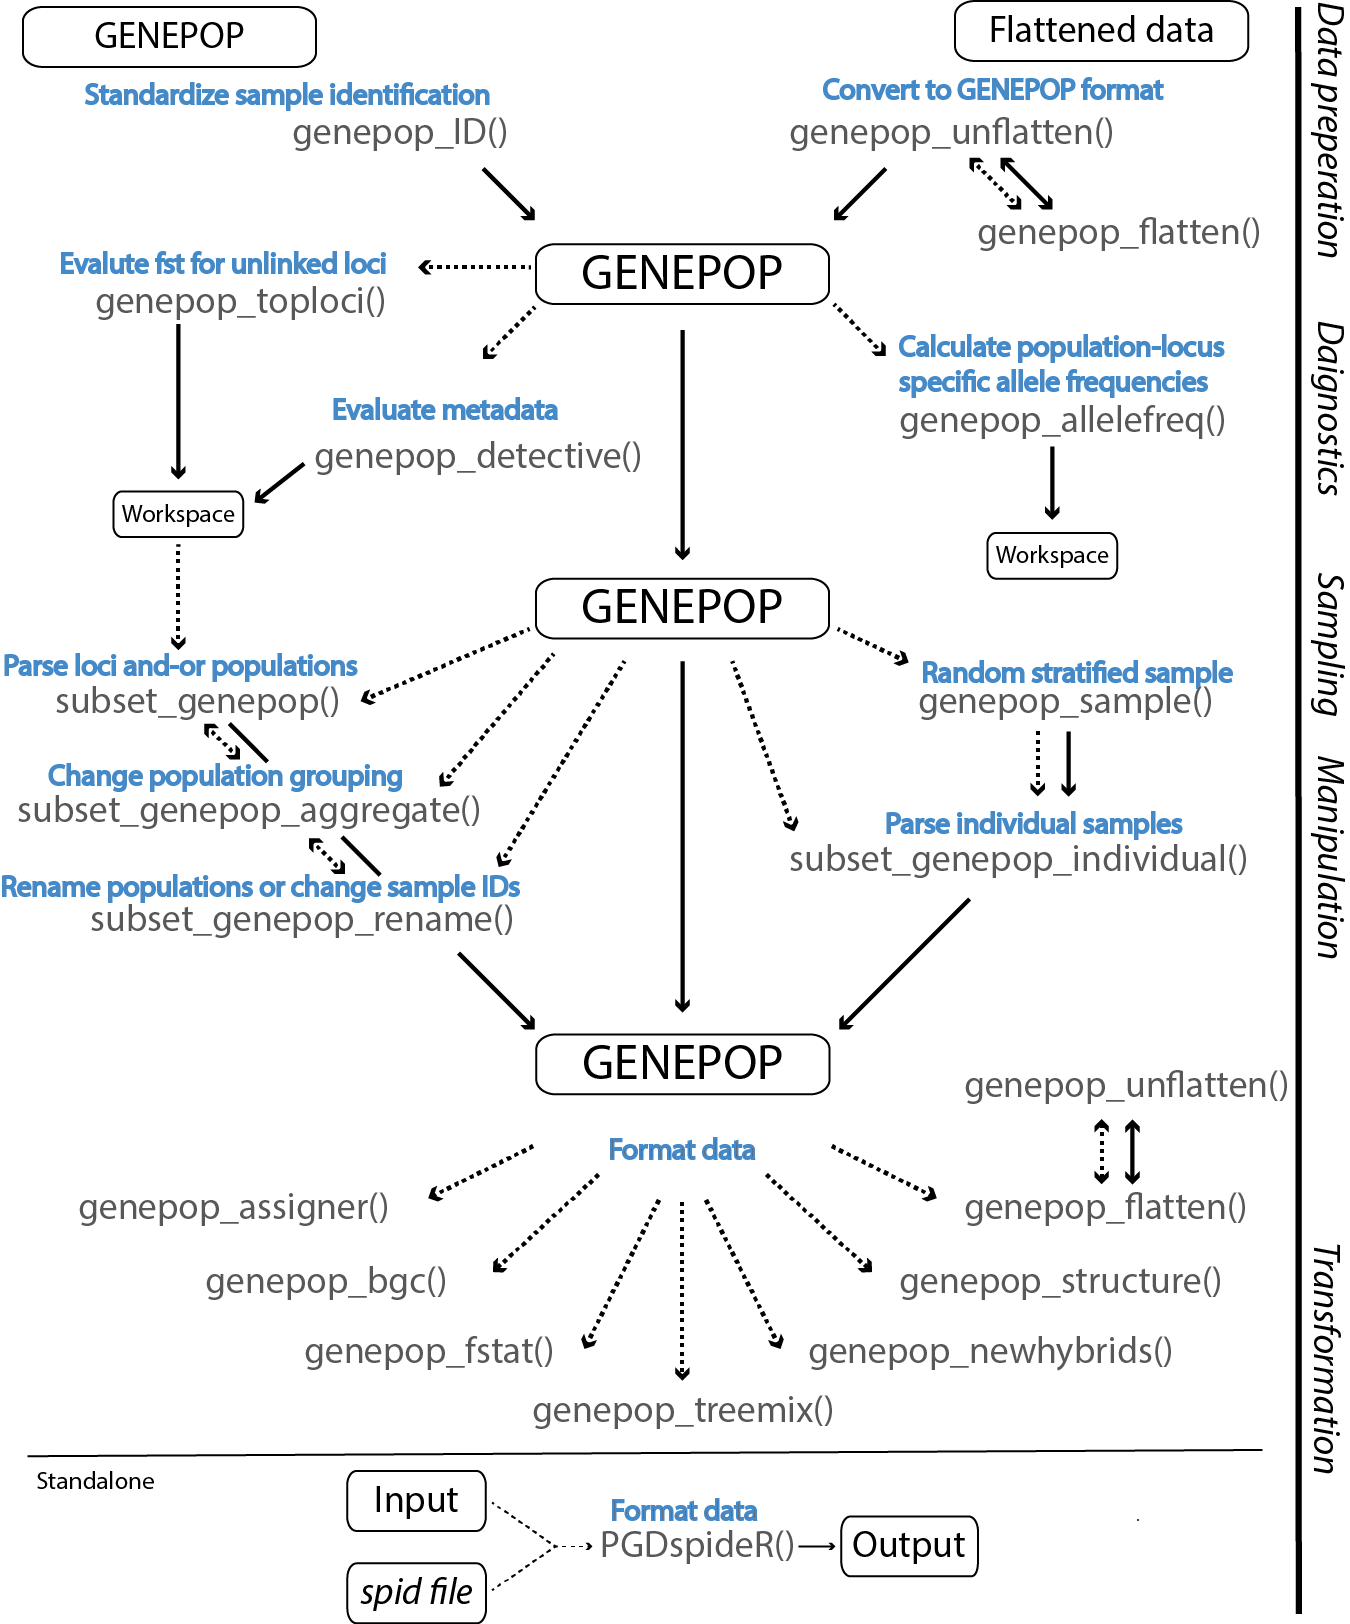 GENEPOP
Flattened data
Standardize sample identification
genepop_ID()
Convert to GENEPOP format
genepop_unflatten()
genepop_flatten()
GENEPOP
Evalute fst for unlinked loci
genepop_toploci()
Evaluate metadata
genepop_detective()
Calculate population-locus
specific allele frequencies
genepop_allelefreq()
Workspace
Workspace
GENEPOP
Parse loci and-or populations
subset_genepop()
Random stratified sample
genepop_sample()
Change population grouping
subset_genepop_aggregate()
Parse individual samples
subset_genepop_individual()
Rename populations or change sample IDs
subset_genepop_rename()
GENEPOP
genepop_unflatten()
Format data
genepop_assigner()
genepop_flatten()
genepop_bgc()
genepop_structure()
genepop_fstat()
genepop_newhybrids()
genepop_treemix()
Standalone
Input
spid file
Format data
PGDspideR()
Output
Data preperation
Daignostics
Sampling
Manipulation
Transformation